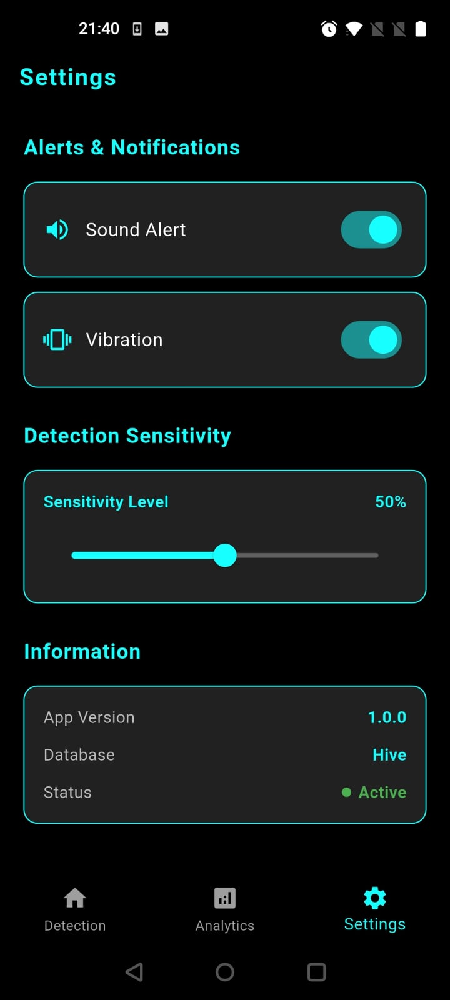 21:40
Settings
Alerts & Notifications
Sound Alert
Vibration
Detection Sensitivity
Sensitivity Level 50%
Information
App Version 1.0.0
Database Hive
Status Active
Detection Analytics Settings